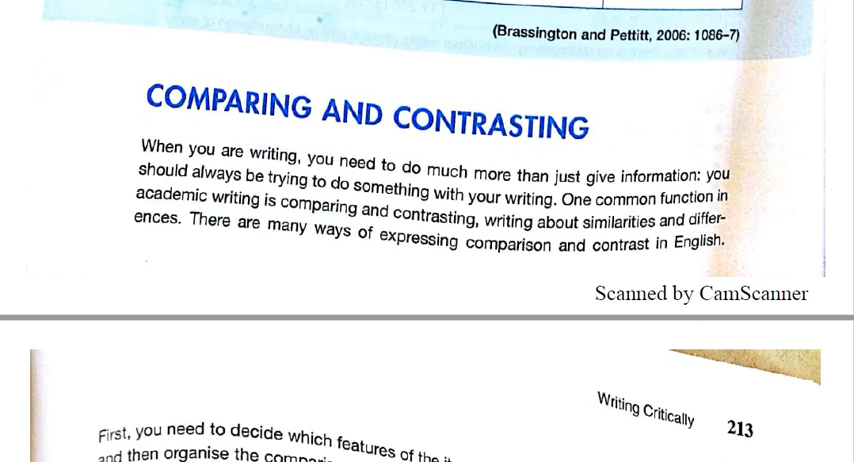 (Brassington and Pettitt, 2006: 1086–7)
COMPARING AND CONTRASTING
When you are writing, you need to do much more than just give information: you
should always be trying to do something with your writing. One common function in
academic writing is comparing and contrasting, writing about similarities and differ-
ences. There are many ways of expressing comparison and contrast in English.
Scanned by CamScanner
Writing Critically 213
First, you need to decide which features of the
and then organise the